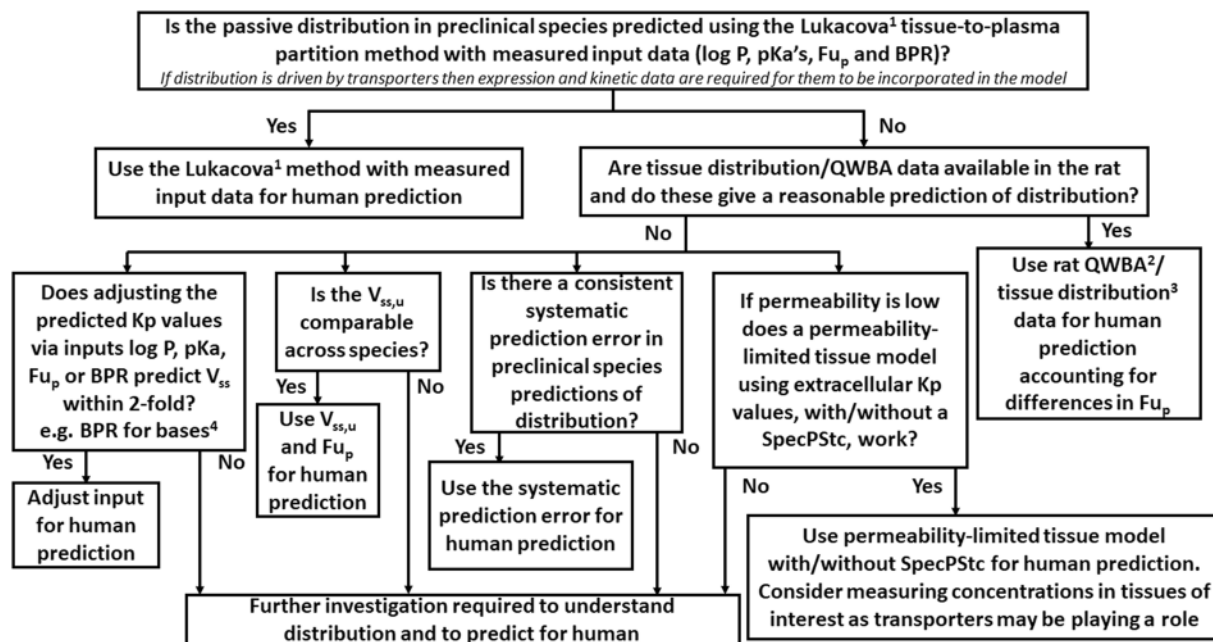 Is the passive distribution in preclinical species predicted using the Lukacova¹ tissue-to-plasma
partition method with measured input data (log P, pKa's, Fuₚ and BPR)?
If distribution is driven by transporters then expression and kinetic data are required for them to be incorporated in the model
Yes
No
Use the Lukacova¹ method with measured
input data for human prediction
Are tissue distribution/QWBA data available in the rat
and do these give a reasonable prediction of distribution?
No
Yes
Does adjusting the
predicted Kp values
via inputs log P, pKa,
Fuₚ or BPR predict Vₛₛ
within 2-fold?
e.g. BPR for bases⁴
Yes
No
Adjust input
for human
prediction
Is the Vₛₛ,ᵤ
comparable
across species?
Yes
No
Use Vₛₛ,ᵤ
and Fuₚ
for human
prediction
Is there a consistent
systematic
prediction error in
preclinical species
predictions of
distribution?
Yes
No
Use the systematic
prediction error for
human prediction
If permeability is low
does a permeability-
limited tissue model
using extracellular Kp
values, with/without a
SpecPStc, work?
No
Yes
Use rat QWBA²/
tissue distribution³
data for human
prediction
accounting for
differences in Fuₚ
Use permeability-limited tissue model
with/without SpecPStc for human prediction.
Consider measuring concentrations in tissues of
interest as transporters may be playing a role
Further investigation required to understand
distribution and to predict for human